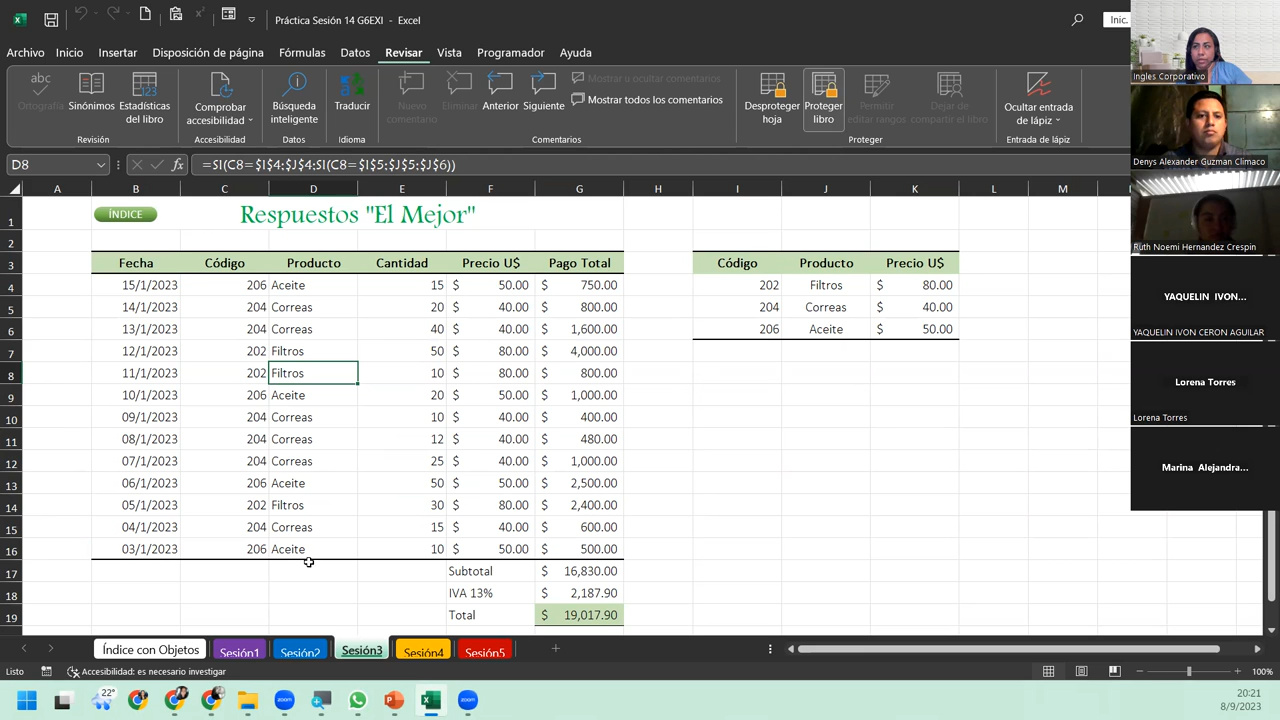 Práctica Sesión 14 G6EXI - Excel
Inic.
Archivo Inicio Insertar Disposición de página Fórmulas Datos Revisar Vista Programador Ayuda
abc
Ortografía
Sinónimos
Estadísticas del libro
Revisión
Comprobar accesibilidad
Accesibilidad
Búsqueda inteligente
Datos
Traducir
Idioma
Nuevo comentario
Eliminar
Anterior
Siguiente
Mostrar u ocultar comentarios
Mostrar todos los comentarios
Comentarios
Desproteger hoja
Proteger libro
Permitir editar rangos
Dejar de compartir el libro
Proteger
Ocultar entrada de lápiz
Entrada de lápiz
D8 fx =SI(C8=$I$4;$J$4;SI(C8=$I$5;$J$5;$J$6))
A B C D E F G H I J K L M
1 ÍNDICE Respuestos "El Mejor"
2
3 Fecha Código Producto Cantidad Precio U$ Pago Total Código Producto Precio U$
4 15/1/2023 206 Aceite 15 $ 50.00 $ 750.00 202 Filtros $ 80.00
5 14/1/2023 204 Correas 20 $ 40.00 $ 800.00 204 Correas $ 40.00
6 13/1/2023 204 Correas 40 $ 40.00 $ 1,600.00 206 Aceite $ 50.00
7 12/1/2023 202 Filtros 50 $ 80.00 $ 4,000.00
8 11/1/2023 202 Filtros 10 $ 80.00 $ 800.00
9 10/1/2023 206 Aceite 20 $ 50.00 $ 1,000.00
10 09/1/2023 204 Correas 10 $ 40.00 $ 400.00
11 08/1/2023 204 Correas 12 $ 40.00 $ 480.00
12 07/1/2023 204 Correas 25 $ 40.00 $ 1,000.00
13 06/1/2023 206 Aceite 50 $ 50.00 $ 2,500.00
14 05/1/2023 202 Filtros 30 $ 80.00 $ 2,400.00
15 04/1/2023 204 Correas 15 $ 40.00 $ 600.00
16 03/1/2023 206 Aceite 10 $ 50.00 $ 500.00
17 Subtotal $ 16,830.00
18 IVA 13% $ 2,187.90
19 Total $ 19,017.90
Índice con Objetos Sesión1 Sesión2 Sesión3 Sesión4 Sesión5
Listo Accesibilidad: es necesario investigar 100%
22° zoom zoom
20:21
8/9/2023
Ingles Corporativo
Denys Alexander Guzman Climaco
Ruth Noemi Hernandez Crespin
YAQUELIN IVON...
YAQUELIN IVON CERON AGUILAR
Lorena Torres
Lorena Torres
Marina Alejandra...